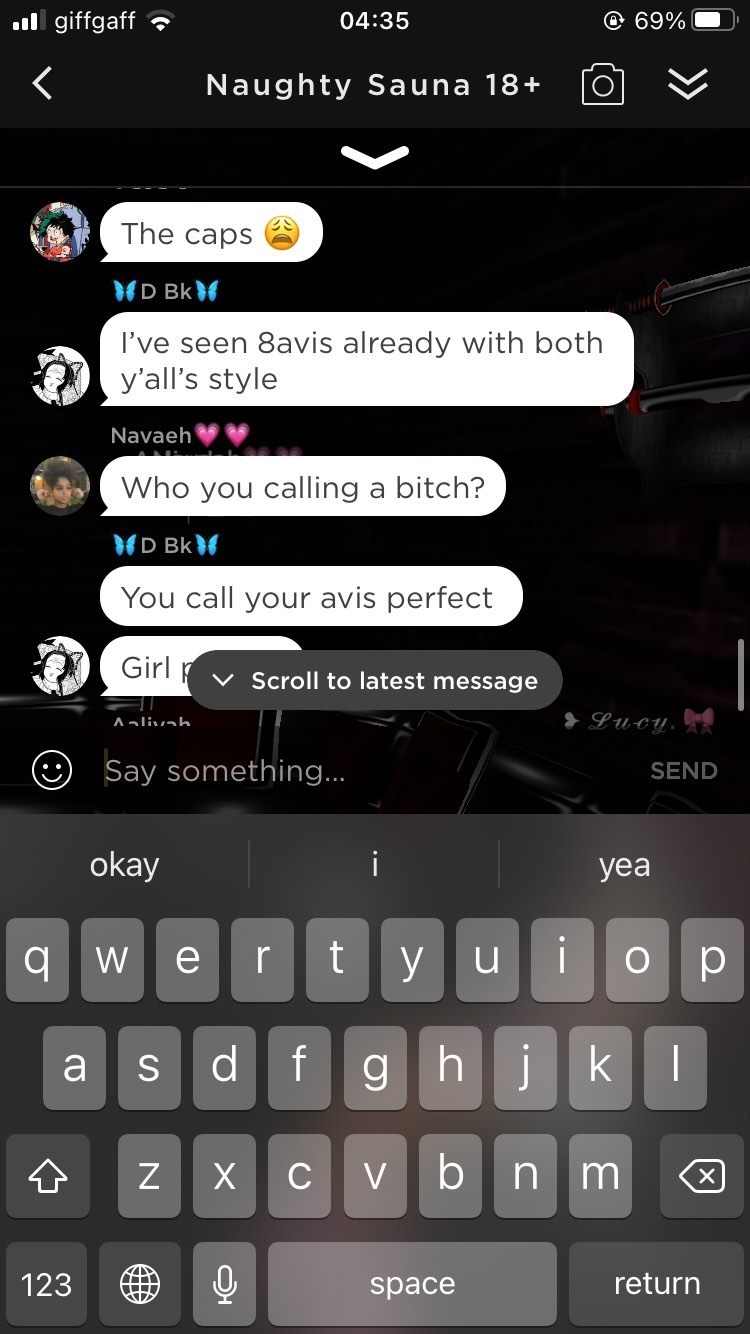 giffgaff 04:35 69%
Naughty Sauna 18+
The caps 😩
🦋D Bk🦋
I've seen 8avis already with both
y'all's style
Navaeh💗💗
Who you calling a bitch?
🦋D Bk🦋
You call your avis perfect
Girl p
Scroll to latest message
Aaliyah
❥ 𝓛𝓾𝓬𝔂. 🎀
Say something... SEND
okay i yea
q w e r t y u i o p
a s d f g h j k l
z x c v b n m
123 space return